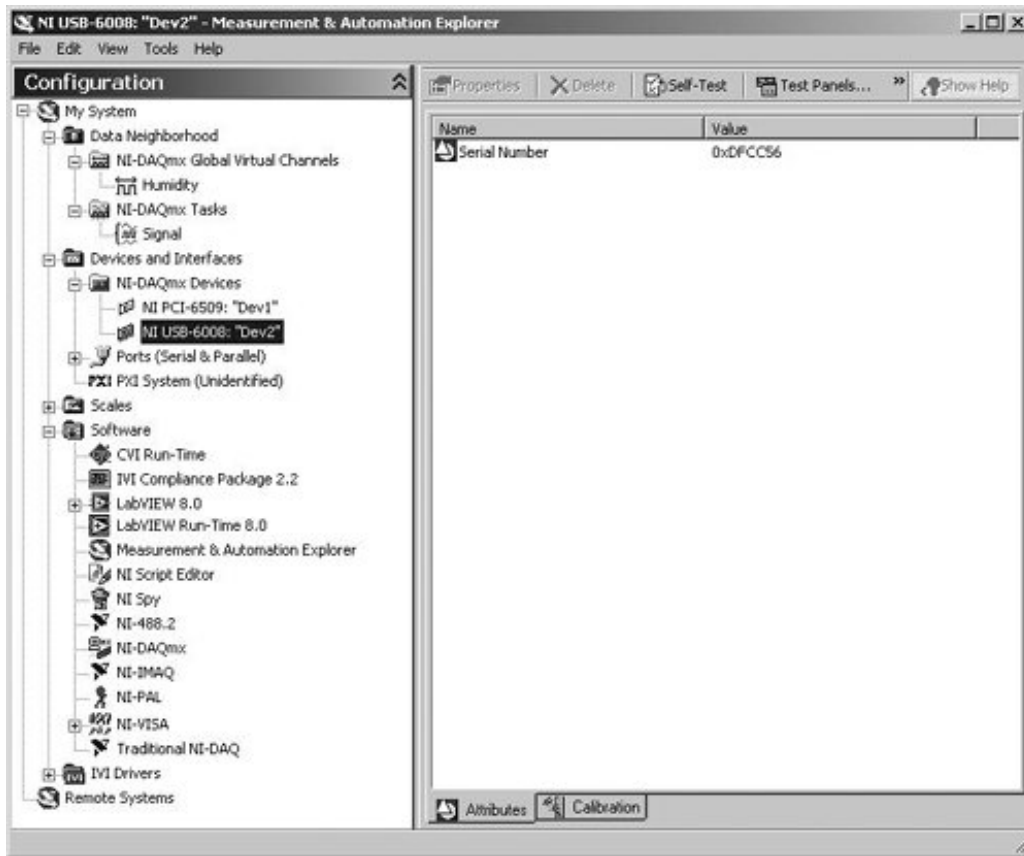 NI USB-6008: "Dev2" - Measurement & Automation Explorer
File Edit View Tools Help
Configuration
My System
Data Neighborhood
NI-DAQmx Global Virtual Channels
Humidity
NI-DAQmx Tasks
Signal
Devices and Interfaces
NI-DAQmx Devices
NI PCI-6509: "Dev1"
NI USB-6008: "Dev2"
Ports (Serial & Parallel)
PXI PXI System (Unidentified)
Scales
Software
CVI Run-Time
IVI Compliance Package 2.2
LabVIEW 8.0
LabVIEW Run-Time 8.0
Measurement & Automation Explorer
NI Script Editor
NI Spy
NI-488.2
NI-DAQmx
NI-IMAQ
NI-PAL
NI-VISA
Traditional NI-DAQ
IVI IVI Drivers
Remote Systems
Properties Delete Self-Test Test Panels... » Show Help
Name Value
Serial Number 0xDFCC56
Attributes Calibration